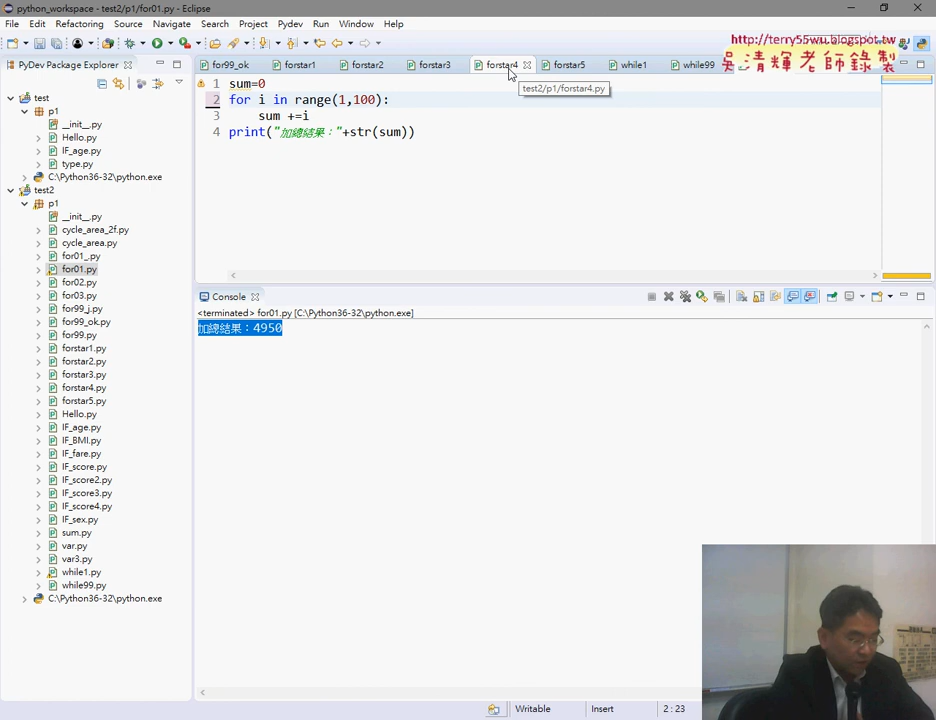 python_workspace - test2/p1/for01.py - Eclipse
File Edit Refactoring Source Navigate Search Project Pydev Run Window Help
http://terry55wu.blogspot.tw
吳清輝老師錄製
PyDev Package Explorer
for99_ok forstar1 forstar2 forstar3 forstar4 forstar5 while1 while99
test2/p1/forstar4.py
1 sum=0
2 for i in range(1,100):
3 sum +=i
4 print("加總結果："+str(sum))
test
p1
__init__.py
Hello.py
IF_age.py
type.py
C:\Python36-32\python.exe
test2
p1
__init__.py
cycle_area_2f.py
cycle_area.py
for01_.py
for01.py
for02.py
for03.py
for99_j.py
for99_ok.py
for99.py
forstar1.py
forstar2.py
forstar3.py
forstar4.py
forstar5.py
Hello.py
IF_age.py
IF_BMI.py
IF_fare.py
IF_score.py
IF_score2.py
IF_score3.py
IF_score4.py
IF_sex.py
sum.py
var.py
var3.py
while1.py
while99.py
C:\Python36-32\python.exe
Console
<terminated> for01.py [C:\Python36-32\python.exe]
加總結果：4950
Writable Insert 2 : 23